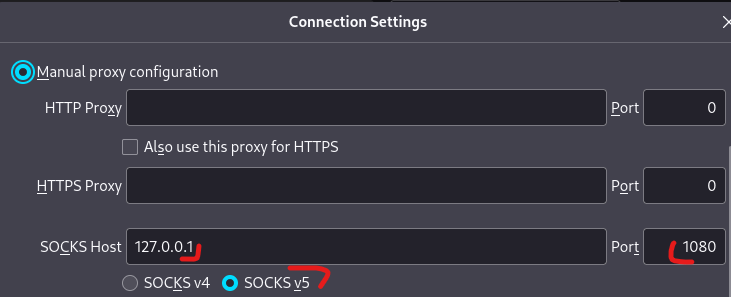 Connection Settings
Manual proxy configuration
HTTP Proxy Port 0
Also use this proxy for HTTPS
HTTPS Proxy Port 0
SOCKS Host 127.0.0.1 Port 1080
SOCKS v4 SOCKS v5